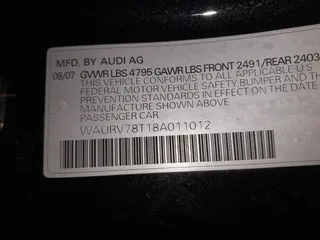 MFD. BY AUDI AG
08/07 GVWR LBS 4795 GAWR LBS FRONT 2491/REAR 2403
THIS VEHICLE CONFORMS TO ALL APPLICABLE U S
FEDERAL MOTOR VEHICLE SAFETY BUMPER AND TH
PREVENTION STANDARDS IN EFFECT ON THE DATE
MANUFACTURE SHOWN ABOVE
PASSENGER CAR
WAURV78T18A011012